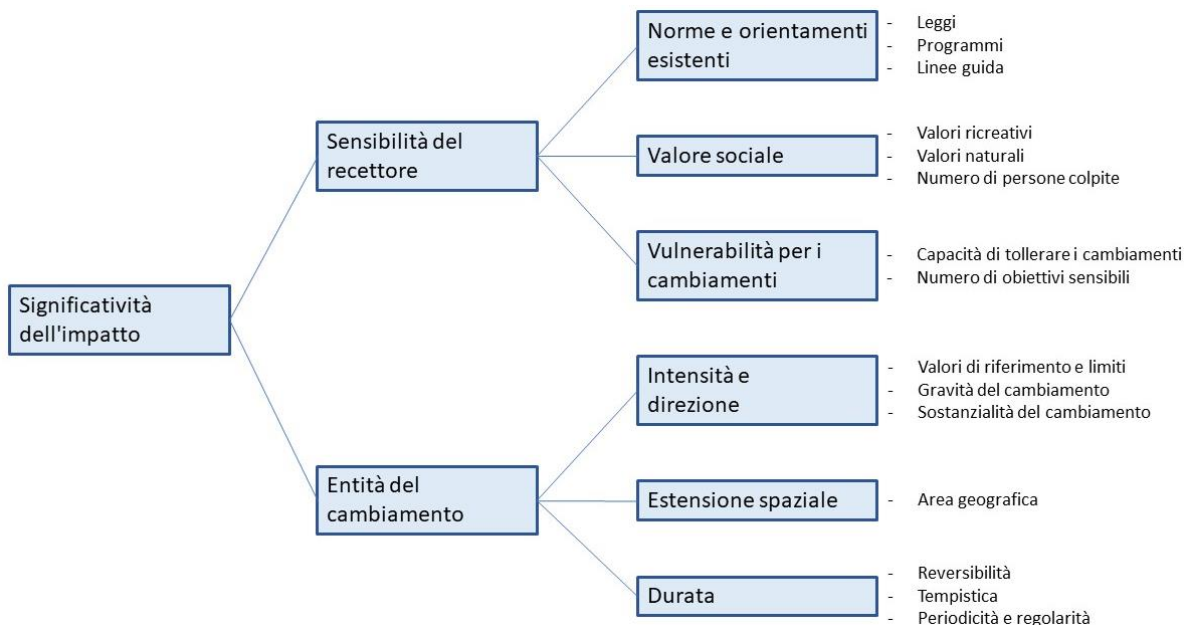 Significatività
dell'impatto
Sensibilità del
recettore
Norme e orientamenti
esistenti
- Leggi
- Programmi
- Linee guida
Valore sociale
- Valori ricreativi
- Valori naturali
- Numero di persone colpite
Vulnerabilità per i
cambiamenti
- Capacità di tollerare i cambiamenti
- Numero di obiettivi sensibili
Entità del
cambiamento
Intensità e
direzione
- Valori di riferimento e limiti
- Gravità del cambiamento
- Sostanzialità del cambiamento
Estensione spaziale
- Area geografica
Durata
- Reversibilità
- Tempistica
- Periodicità e regolarità